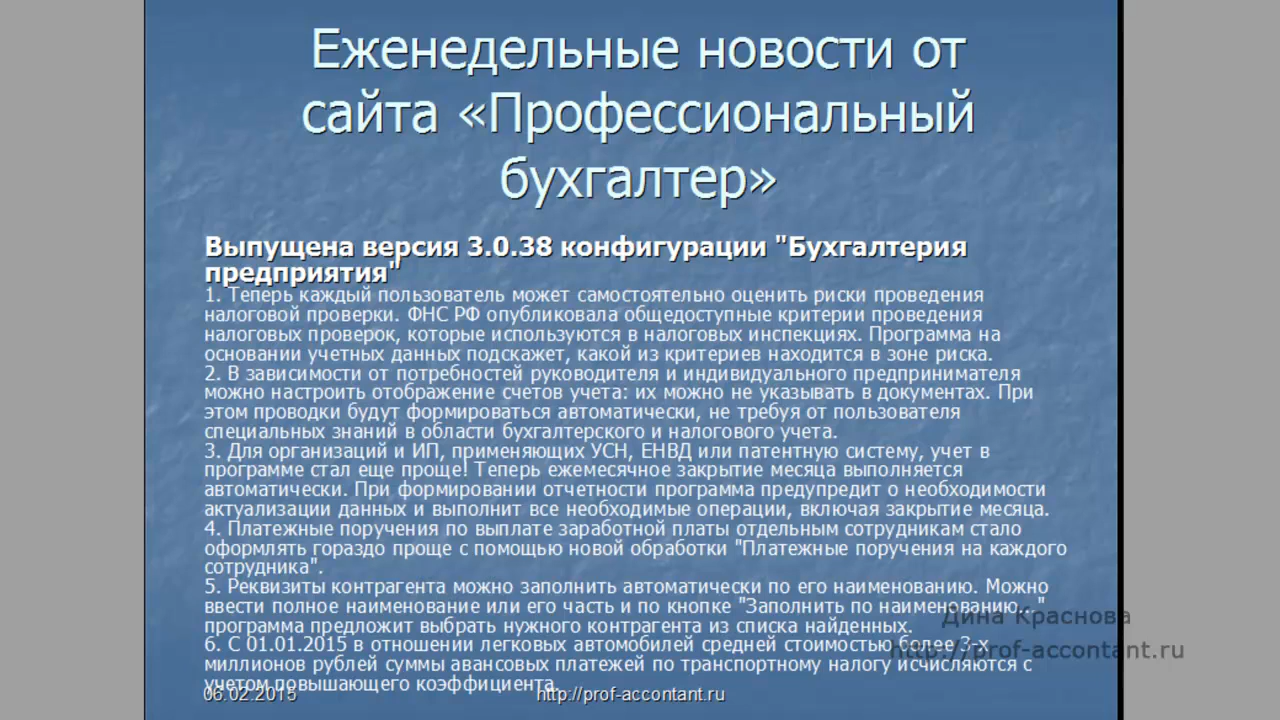 Еженедельные новости от
сайта «Профессиональный
бухгалтер»
Выпущена версия 3.0.38 конфигурации "Бухгалтерия
предприятия"
1. Теперь каждый пользователь может самостоятельно оценить риски проведения
налоговой проверки. ФНС РФ опубликовала общедоступные критерии проведения
налоговых проверок, которые используются в налоговых инспекциях. Программа на
основании учетных данных подскажет, какой из критериев находится в зоне риска.
2. В зависимости от потребностей руководителя и индивидуального предпринимателя
можно настроить отображение счетов учета: их можно не указывать в документах. При
этом проводки будут формироваться автоматически, не требуя от пользователя
специальных знаний в области бухгалтерского и налогового учета.
3. Для организаций и ИП, применяющих УСН, ЕНВД или патентную систему, учет в
программе стал еще проще! Теперь ежемесячное закрытие месяца выполняется
автоматически. При формировании отчетности программа предупредит о необходимости
актуализации данных и выполнит все необходимые операции, включая закрытие месяца.
4. Платежные поручения по выплате заработной платы отдельным сотрудникам стало
оформлять гораздо проще с помощью новой обработки "Платежные поручения на каждого
сотрудника".
5. Реквизиты контрагента можно заполнить автоматически по его наименованию. Можно
ввести полное наименование или его часть и по кнопке "Заполнить по наименованию..."
программа предложит выбрать нужного контрагента из списка найденных.
6. С 01.01.2015 в отношении легковых автомобилей средней стоимостью более 3-х
миллионов рублей суммы авансовых платежей по транспортному налогу исчисляются с
учетом повышающего коэффициента.
06.02.2015
http://prof-accontant.ru
Дина Краснова
http://prof-accontant.ru